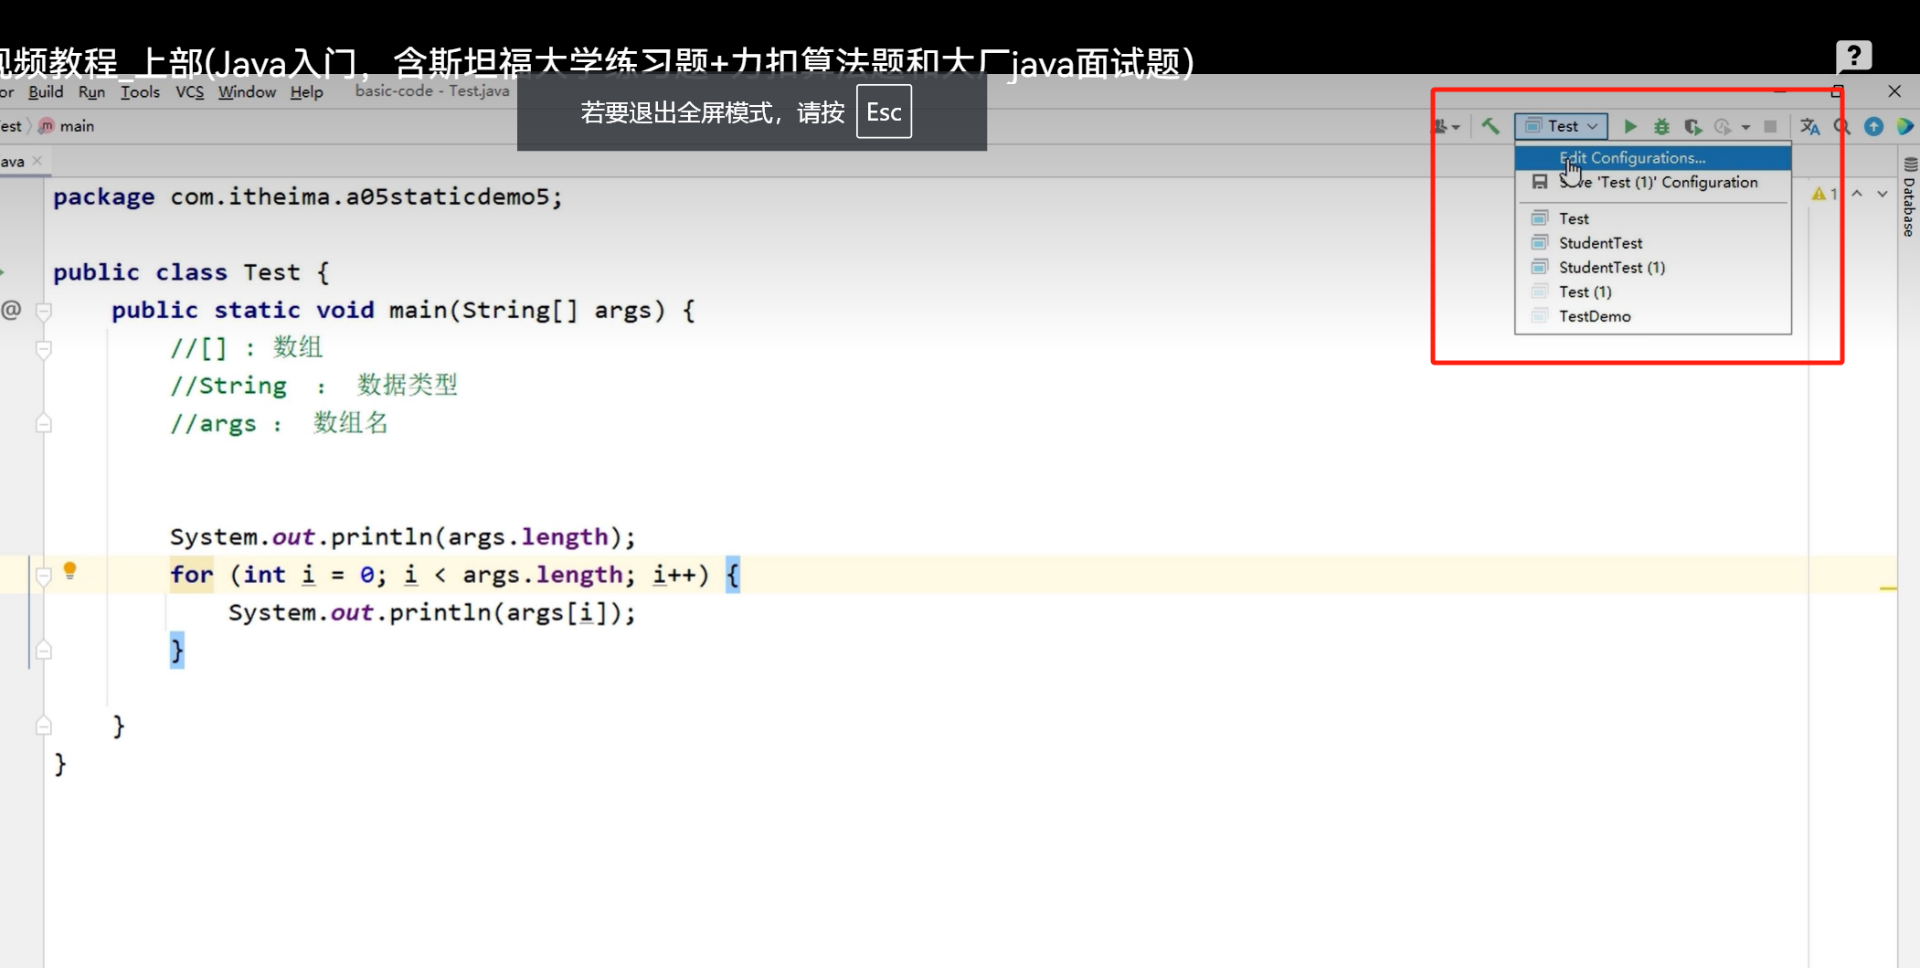 视频教程_上部(Java入门，含斯坦福大学练习题+力扣算法题和大厂java面试题)
?
or Build Run Tools VCS Window Help basic-code - Test.java
若要退出全屏模式，请按 Esc
est main
Test
ava
Edit Configurations...
Save 'Test (1)' Configuration
Test
StudentTest
StudentTest (1)
Test (1)
TestDemo
1
Database
package com.itheima.a05staticdemo5;
public class Test {
@ public static void main(String[] args) {
//[] : 数组
//String ： 数据类型
//args ： 数组名
System.out.println(args.length);
for (int i = 0; i < args.length; i++) {
System.out.println(args[i]);
}
}
}